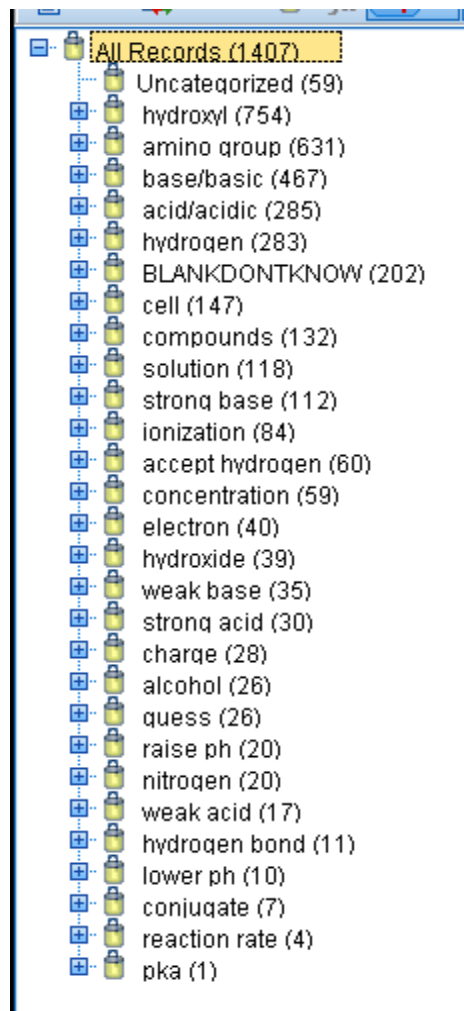 All Records (1407)
Uncategorized (59)
hydroxyl (754)
amino group (631)
base/basic (467)
acid/acidic (285)
hydrogen (283)
BLANKDONTKNOW (202)
cell (147)
compounds (132)
solution (118)
strong base (112)
ionization (84)
accept hydrogen (60)
concentration (59)
electron (40)
hydroxide (39)
weak base (35)
strong acid (30)
charge (28)
alcohol (26)
guess (26)
raise ph (20)
nitrogen (20)
weak acid (17)
hydrogen bond (11)
lower ph (10)
conjugate (7)
reaction rate (4)
pka (1)